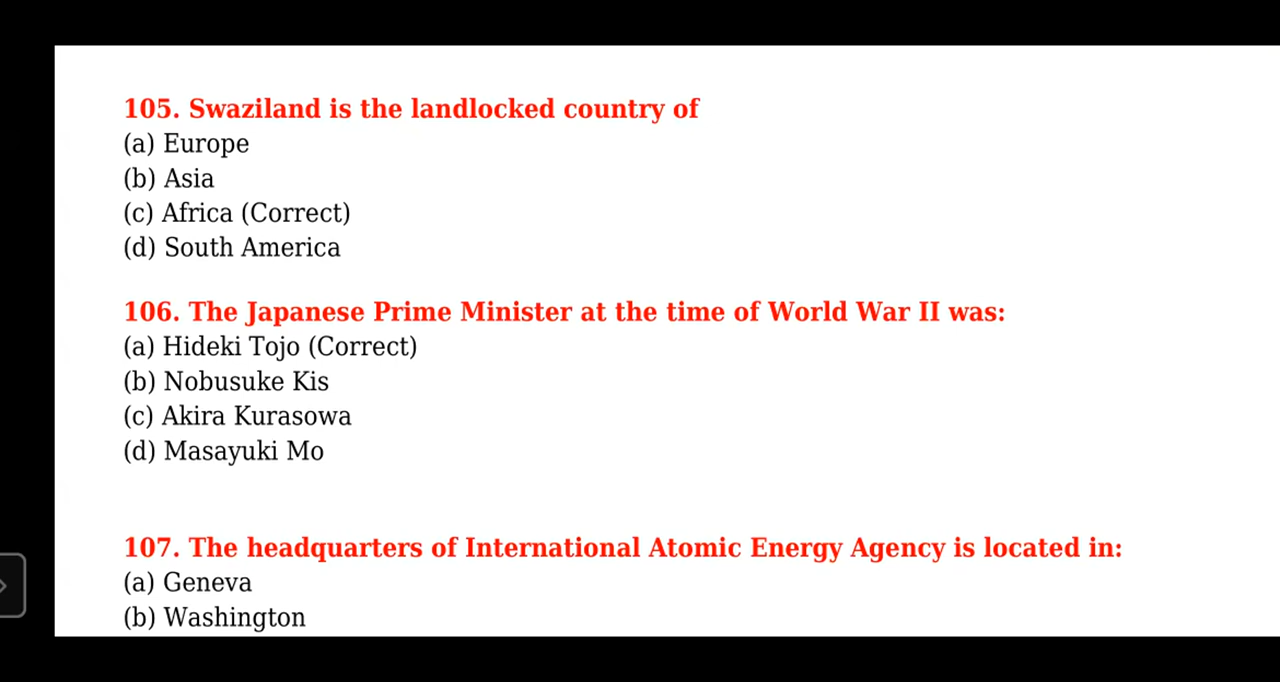 105. Swaziland is the landlocked country of
(a) Europe
(b) Asia
(c) Africa (Correct)
(d) South America
106. The Japanese Prime Minister at the time of World War II was:
(a) Hideki Tojo (Correct)
(b) Nobusuke Kis
(c) Akira Kurasowa
(d) Masayuki Mo
107. The headquarters of International Atomic Energy Agency is located in:
(a) Geneva
(b) Washington